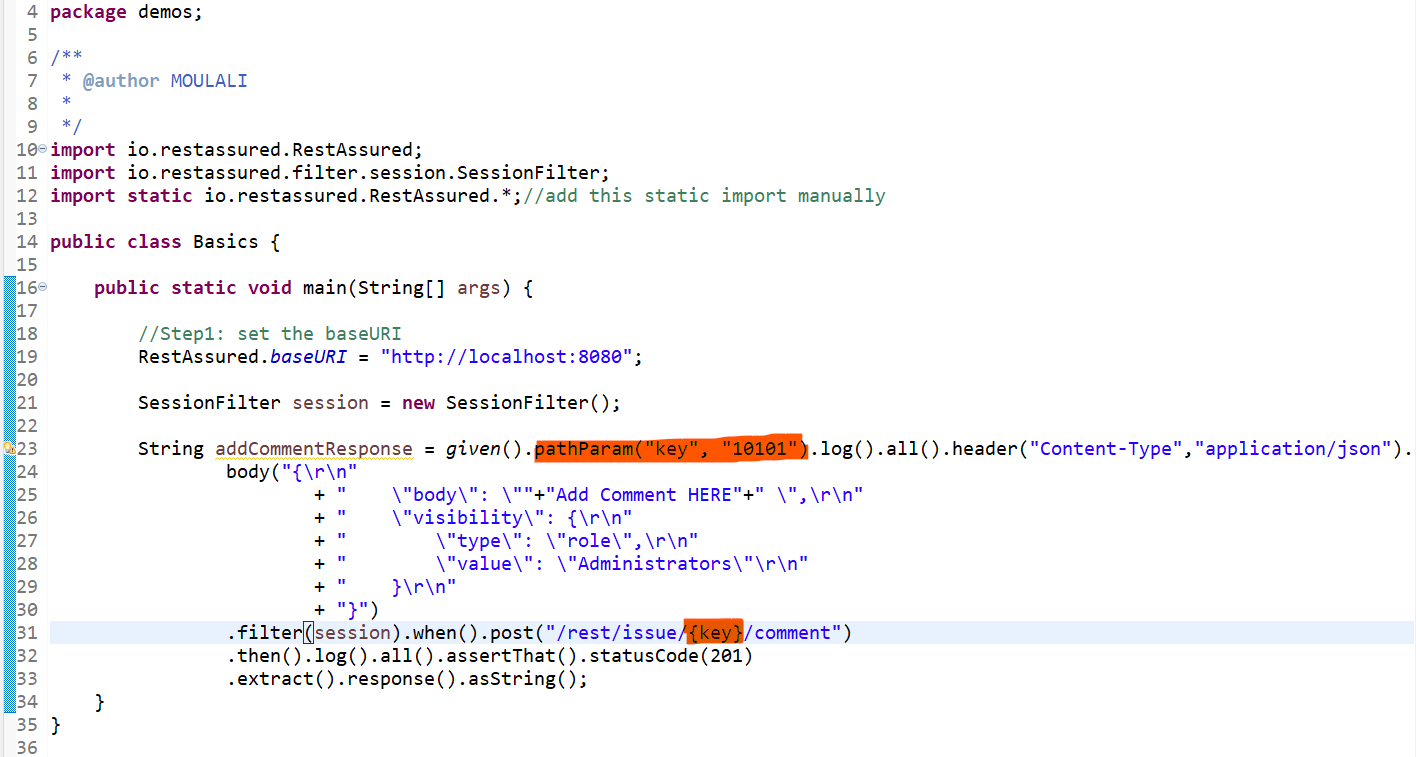 4 package demos;
5
6 /**
7  * @author MOULALI
8  *
9  */
10 import io.restassured.RestAssured;
11 import io.restassured.filter.session.SessionFilter;
12 import static io.restassured.RestAssured.*;//add this static import manually
13
14 public class Basics {
15
16     public static void main(String[] args) {
17
18         //Step1: set the baseURI
19         RestAssured.baseURI = "http://localhost:8080";
20
21         SessionFilter session = new SessionFilter();
22
23         String addCommentResponse = given().pathParam("key", "10101").log().all().header("Content-Type","application/json").
24                 body("{\r\n"
25                         + "    \"body\": \""+"Add Comment HERE"+" \",\r\n"
26                         + "    \"visibility\": {\r\n"
27                         + "        \"type\": \"role\",\r\n"
28                         + "        \"value\": \"Administrators\"\r\n"
29                         + "    }\r\n"
30                         + "}")
31                 .filter(session).when().post("/rest/issue/{key}/comment")
32                 .then().log().all().assertThat().statusCode(201)
33                 .extract().response().asString();
34     }
35 }
36